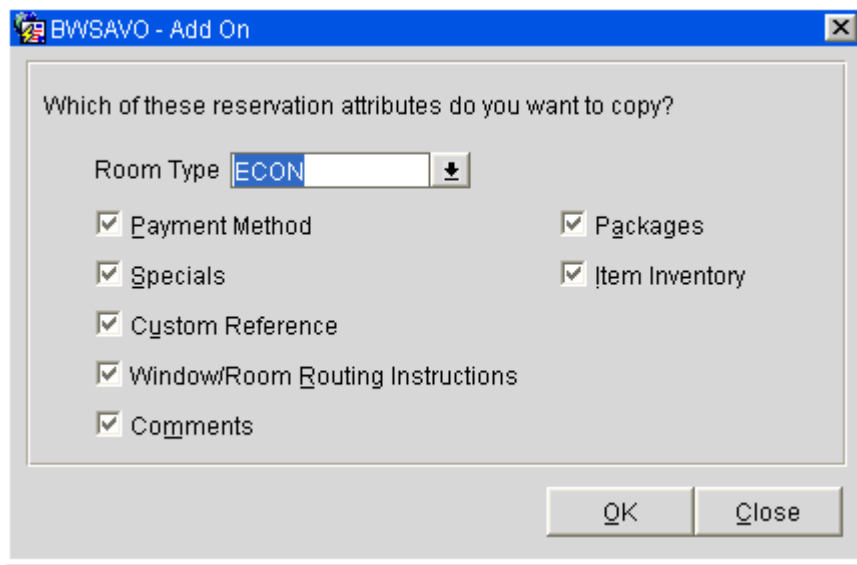 BWSAVO - Add On
Which of these reservation attributes do you want to copy?
Room Type ECON
Payment Method Packages
Specials Item Inventory
Custom Reference
Window/Room Routing Instructions
Comments
OK Close